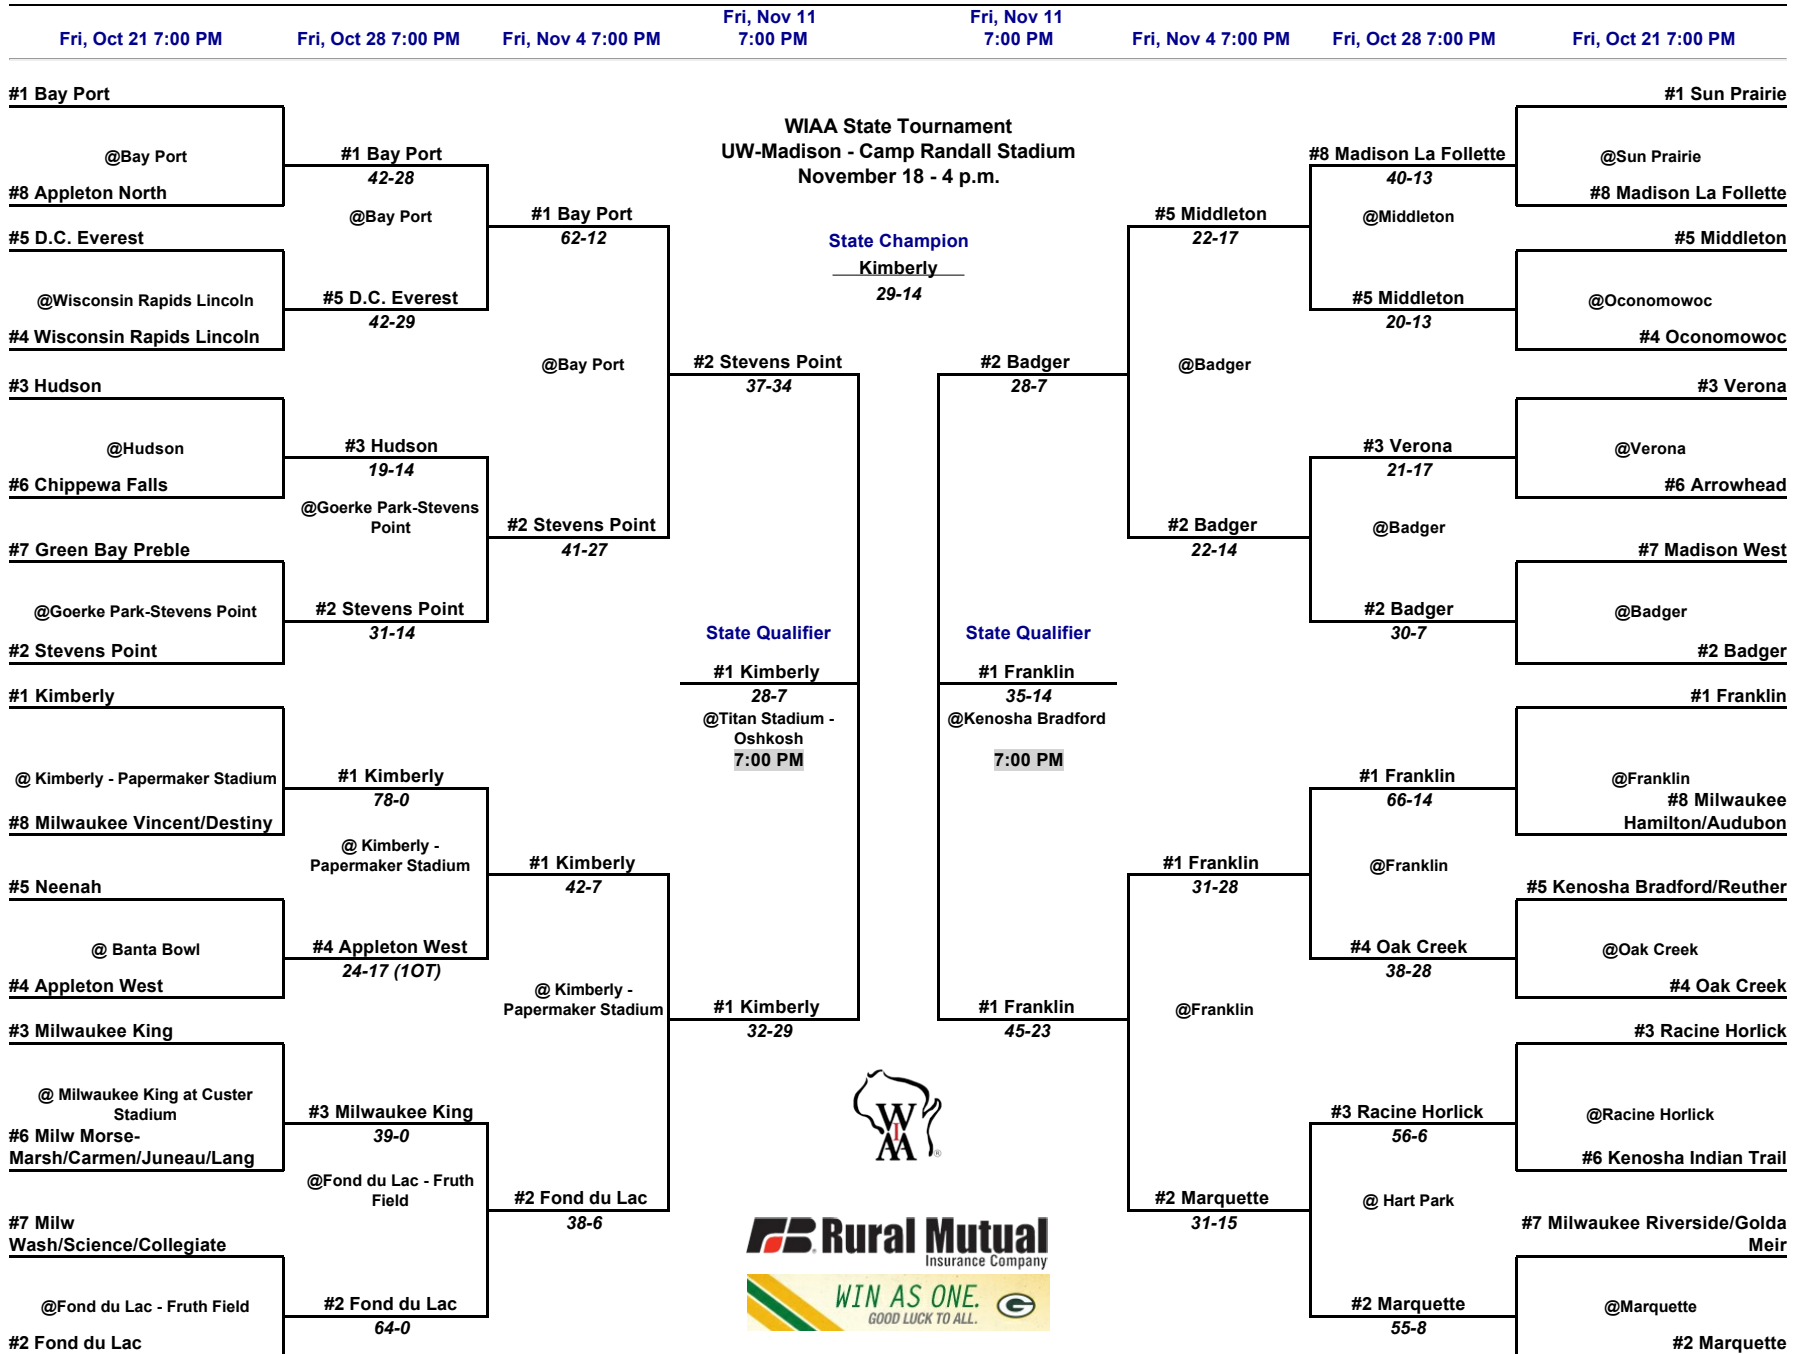 Fri, Oct 21 7:00 PM
Fri, Oct 28 7:00 PM
Fri, Nov 4 7:00 PM
Fri, Nov 11
7:00 PM
Fri, Nov 11
7:00 PM
Fri, Nov 4 7:00 PM
Fri, Oct 28 7:00 PM
Fri, Oct 21 7:00 PM
#1 Bay Port
@Bay Port
#8 Appleton North
#5 D.C. Everest
@Wisconsin Rapids Lincoln
#4 Wisconsin Rapids Lincoln
#3 Hudson
@Hudson
#6 Chippewa Falls
#7 Green Bay Preble
@Goerke Park-Stevens Point
#2 Stevens Point
#1 Kimberly
@ Kimberly - Papermaker Stadium
#8 Milwaukee Vincent/Destiny
#5 Neenah
@ Banta Bowl
#4 Appleton West
#3 Milwaukee King
@ Milwaukee King at Custer
Stadium
#6 Milw Morse-
Marsh/Carmen/Juneau/Lang
#7 Milw
Wash/Science/Collegiate
@Fond du Lac - Fruth Field
#2 Fond du Lac
#1 Bay Port
42-28
@Bay Port
#5 D.C. Everest
42-29
#3 Hudson
19-14
@Goerke Park-Stevens
Point
#2 Stevens Point
31-14
#1 Kimberly
78-0
@ Kimberly -
Papermaker Stadium
#4 Appleton West
24-17 (1OT)
#3 Milwaukee King
39-0
@Fond du Lac - Fruth
Field
#2 Fond du Lac
64-0
#1 Bay Port
62-12
@Bay Port
#2 Stevens Point
41-27
#1 Kimberly
42-7
@ Kimberly -
Papermaker Stadium
#2 Fond du Lac
38-6
#2 Stevens Point
37-34
State Qualifier
#1 Kimberly
28-7
@Titan Stadium -
Oshkosh
7:00 PM
#1 Kimberly
32-29
WIAA State Tournament
UW-Madison - Camp Randall Stadium
November 18 - 4 p.m.
State Champion
Kimberly
29-14
WIAA
®
Rural Mutual
Insurance Company
WIN AS ONE.
GOOD LUCK TO ALL.
G
#2 Badger
28-7
State Qualifier
#1 Franklin
35-14
@Kenosha Bradford
7:00 PM
#1 Franklin
45-23
#5 Middleton
22-17
@Badger
#2 Badger
22-14
#1 Franklin
31-28
@Franklin
#2 Marquette
31-15
#8 Madison La Follette
40-13
@Middleton
#5 Middleton
20-13
#3 Verona
21-17
@Badger
#2 Badger
30-7
#1 Franklin
66-14
@Franklin
#4 Oak Creek
38-28
#3 Racine Horlick
56-6
@ Hart Park
#2 Marquette
55-8
#1 Sun Prairie
@Sun Prairie
#8 Madison La Follette
#5 Middleton
@Oconomowoc
#4 Oconomowoc
#3 Verona
@Verona
#6 Arrowhead
#7 Madison West
@Badger
#2 Badger
#1 Franklin
@Franklin
#8 Milwaukee
Hamilton/Audubon
#5 Kenosha Bradford/Reuther
@Oak Creek
#4 Oak Creek
#3 Racine Horlick
@Racine Horlick
#6 Kenosha Indian Trail
#7 Milwaukee Riverside/Golda
Meir
@Marquette
#2 Marquette